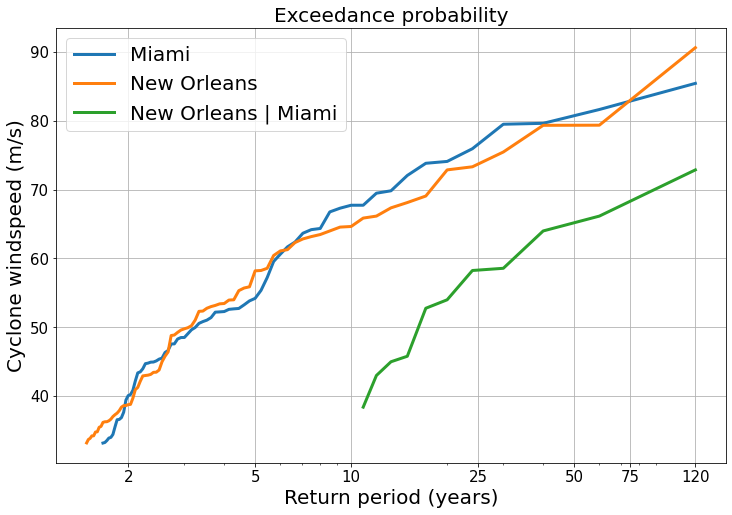 Exceedance probability
Miami
New Orleans
New Orleans | Miami
Cyclone windspeed (m/s)
90
80
70
60
50
40
2 5 10 25 50 75 120
Return period (years)